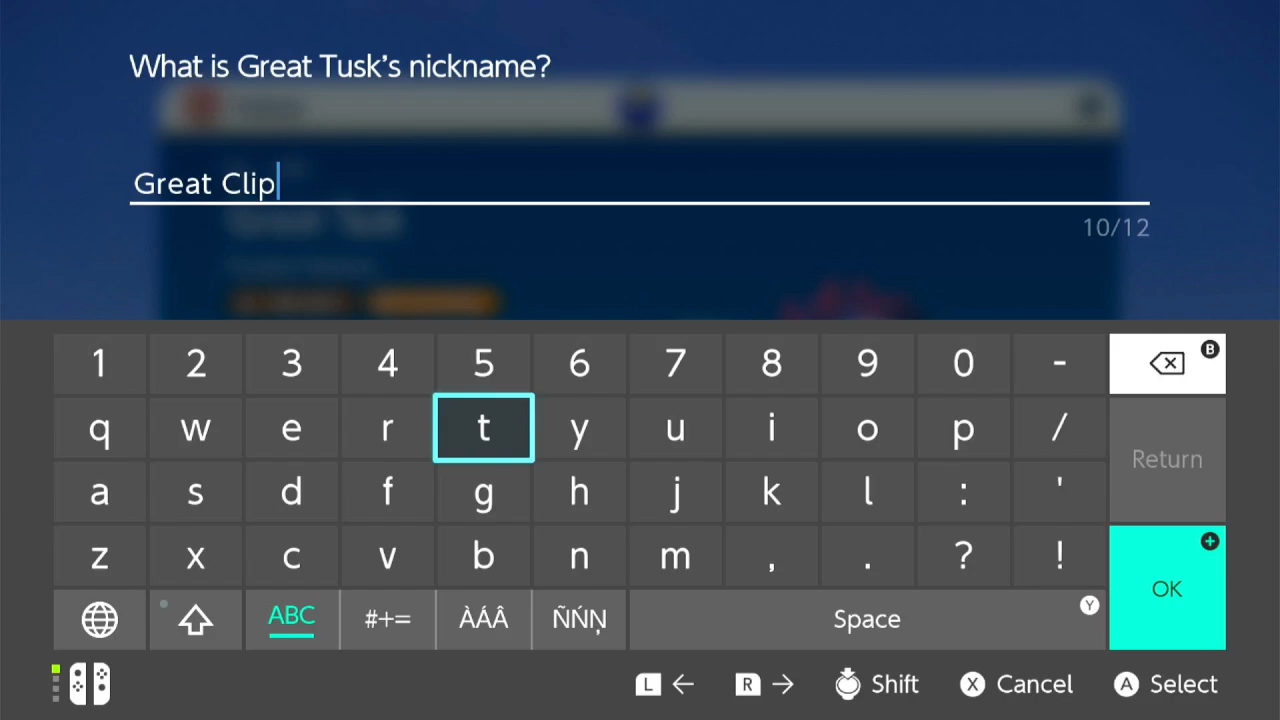 What is Great Tusk's nickname?
Great Clip
10/12
1 2 3 4 5 6 7 8 9 0 - B
q w e r t y u i o p / Return
a s d f g h j k l : '
z x c v b n m , . ? ! + OK
ABC #+= ÀÁÂ ÑŃŅ Space Y
L ← R → Shift X Cancel A Select